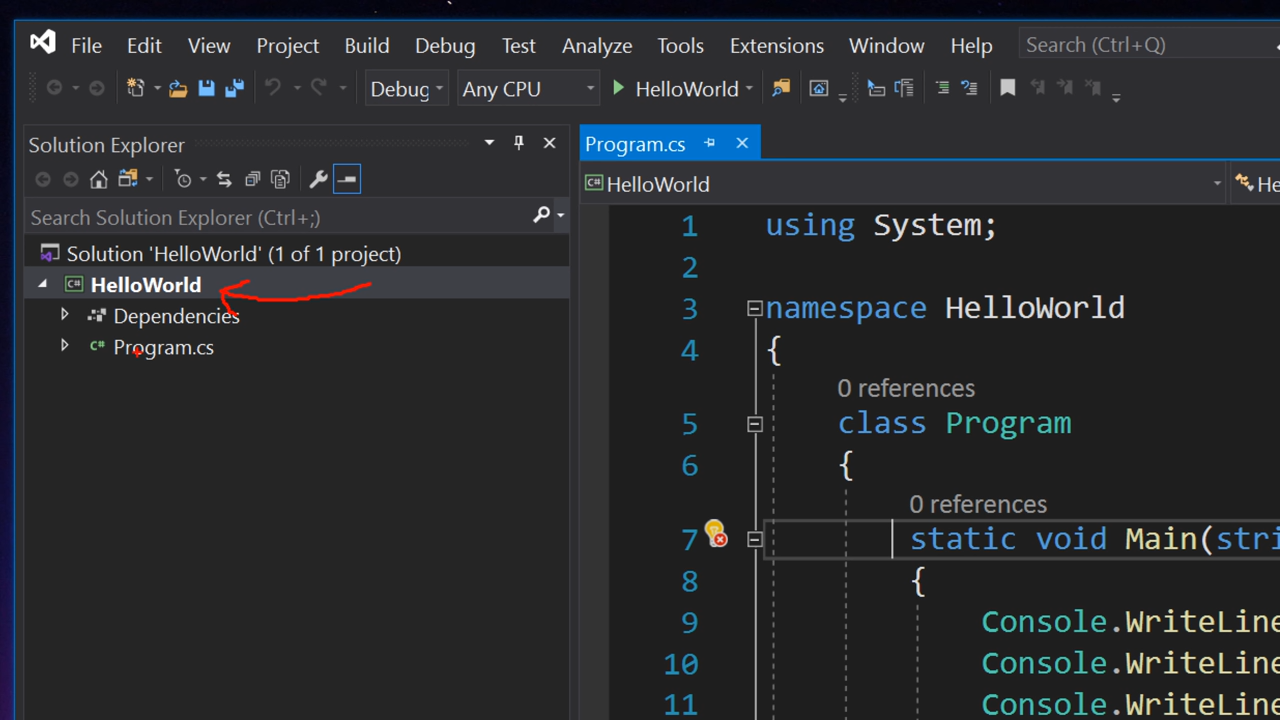 File Edit View Project Build Debug Test Analyze Tools Extensions Window Help Search (Ctrl+Q)
Debug Any CPU HelloWorld
Solution Explorer
Search Solution Explorer (Ctrl+;)
Solution 'HelloWorld' (1 of 1 project)
C# HelloWorld
Dependencies
C# Program.cs
Program.cs
C# HelloWorld He
1 using System;
2
3 namespace HelloWorld
4 {
0 references
5 class Program
6 {
0 references
7 static void Main(stri
8 {
9 Console.WriteLine
10 Console.WriteLine
11 Console.WriteLine